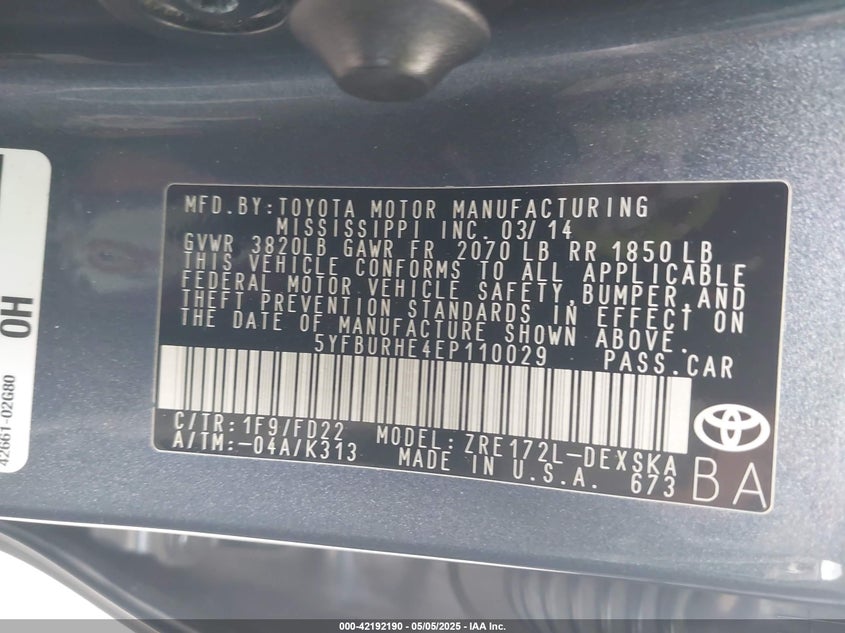 MFD.BY:TOYOTA MOTOR MANUFACTURING
MISSISSIPPI INC. 03/14
GVWR 3820LB GAWR FR 2070 LB RR 1850 LB
THIS VEHICLE CONFORMS TO ALL APPLICABLE
FEDERAL MOTOR VEHICLE SAFETY,BUMPER,AND
THEFT PREVENTION STANDARDS IN EFFECT ON
THE DATE OF MANUFACTURE SHOWN ABOVE.
5YFBURHE4EP110029 PASS.CAR
C/TR:1F9/FD22 MODEL:ZRE172L-DEXSKA
A/TM:-04A/K313 MADE IN U.S.A. 673
BA
OH
42661-02G80
000-42192190 - 05/05/2025 - IAA Inc.